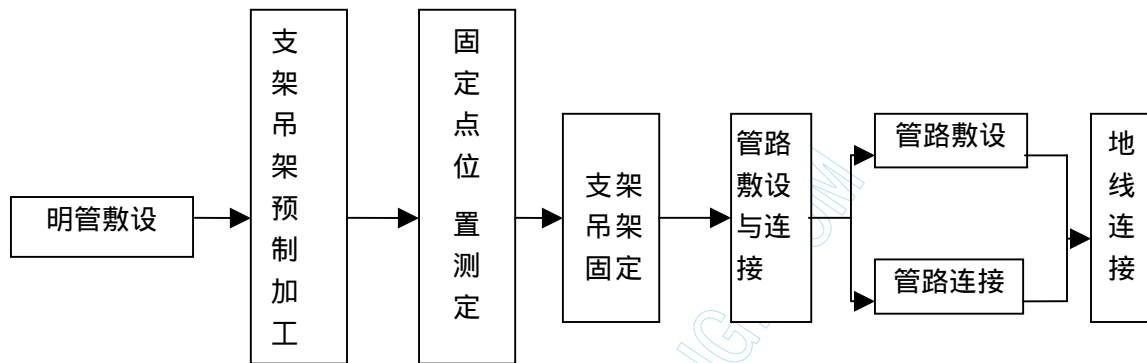 明管敷设
支架吊架预制加工
固定点位 置测定
支架
吊架
固定
管路
敷设
与连
接
管路敷设
管路连接
地线连接